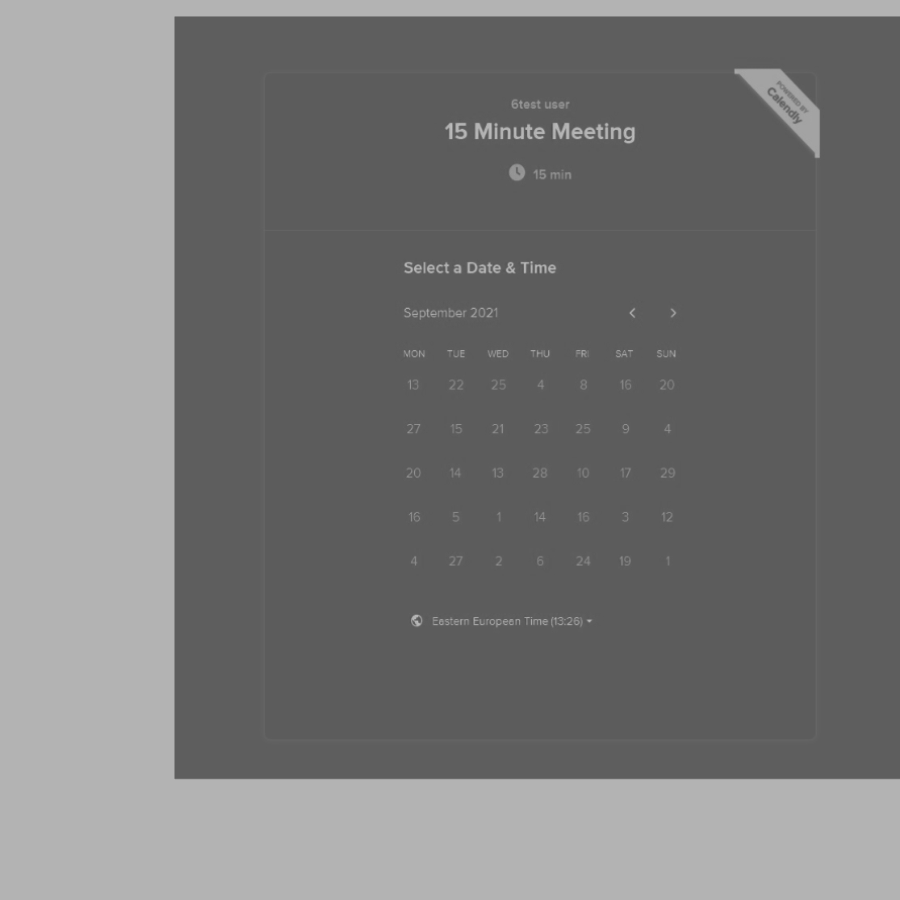 POWERED BY
Calendly
6test user
15 Minute Meeting
15 min
Select a Date & Time
September 2021
MON TUE WED THU FRI SAT SUN
13 22 25 4 8 16 20
27 15 21 23 25 9 4
20 14 13 28 10 17 29
16 5 1 14 16 3 12
4 27 2 6 24 19 1
Eastern European Time (13:26)